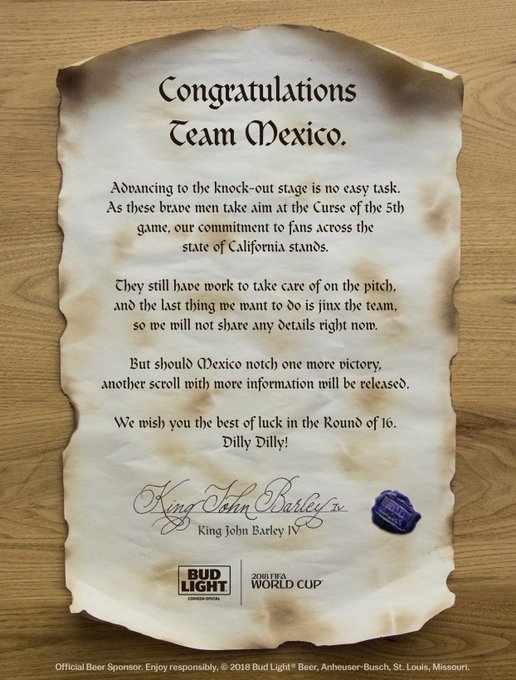 Congratulations
Team Mexico.
Advancing to the knock-out stage is no easy task.
As these brave men take aim at the Curse of the 5th
game, our commitment to fans across the
state of California stands.
They still have work to take care of on the pitch,
and the last thing we want to do is jinx the team,
so we will not share any details right now.
But should Mexico notch one more victory,
another scroll with more information will be released.
We wish you the best of luck in the Round of 16.
Dilly Dilly!
King John Barley IV
King John Barley IV
BUD
LIGHT
CERVEZA OFICIAL
2018 FIFA
WORLD CUP™
Official Beer Sponsor. Enjoy responsibly, © 2018 Bud Light® Beer, Anheuser-Busch, St. Louis, Missouri.